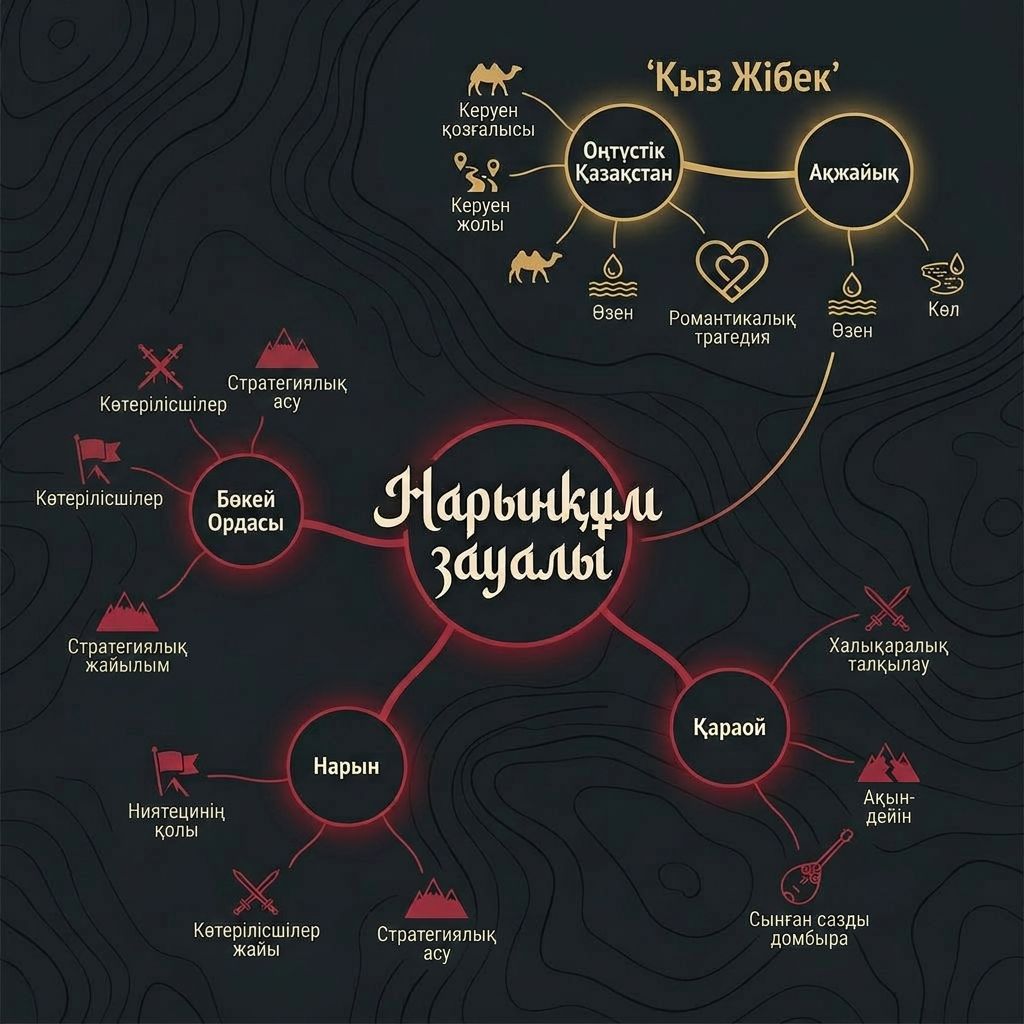 ‘Қыз Жібек’
Керуен
қозғалысы
Оңтүстік
Қазақстан
Ақжайық
Керуен
жолы
Өзен
Романтикалық
трагедия
Өзен
Көл
Көтерілісшілер
Стратегиялық
асу
Көтерілісшілер
Бөкей
Ордасы
Нарынқұм
зауалы
Стратегиялық
жайылым
Халықаралық
талқылау
Қараой
Нарын
Ниятецинің
қолы
Ақын-
дейін
Көтерілісшілер
жайы
Стратегиялық
асу
Сынған сазды
домбыра